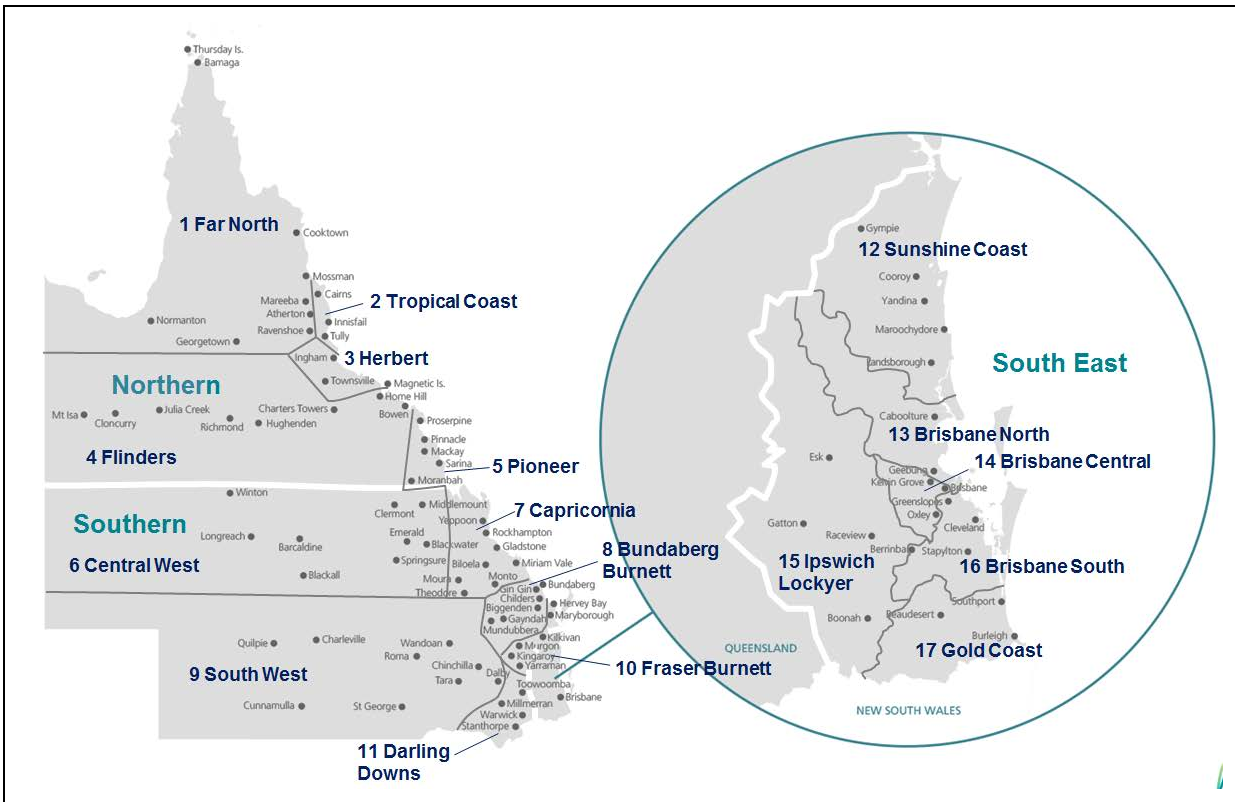 Thursday Is.
Bamaga
1 Far North
Cooktown
Mossman
Cairns
Mareeba
2 Tropical Coast
Atherton
Innisfail
Normanton
Ravenshoe
Tully
Georgetown
Ingham
3 Herbert
Northern
Townsville
Magnetic Is.
Home Hill
Mt Isa
Cloncurry
Julia Creek
Richmond
Hughenden
Charters Towers
Bowen
Proserpine
Pinnacle
Mackay
Sarina
4 Flinders
5 Pioneer
Moranbah
Winton
Southern
Clermont
Middlemount
7 Capricornia
Yeppoon
Longreach
Barcaldine
Emerald
Rockhampton
Blackwater
Gladstone
6 Central West
Springsure
Biloela
Miriam Vale
8 Bundaberg
Burnett
Blackall
Moura
Monto
Theodore
Gin Gin
Bundaberg
Childers
Biggenden
Hervey Bay
Gayndah
Maryborough
Mundubbera
Quilpie
Charleville
Wandoan
Kilkivan
Murgon
Roma
Kingaroy
Yarraman
10 Fraser Burnett
9 South West
Chinchilla
Tara
Dalby
Toowoomba
Cunnamulla
St George
Millmerran
Brisbane
Warwick
Stanthorpe
11 Darling
Downs
Gympie
12 Sunshine Coast
Cooroy
Yandina
Maroochydore
Landsborough
South East
Caboolture
13 Brisbane North
Esk
Geebung
14 Brisbane Central
Kelvin Grove
Brisbane
Greenslopes
Oxley
Gatton
Cleveland
Raceview
Berrinba
Stapylton
15 Ipswich
Lockyer
16 Brisbane South
Southport
Boonah
Beaudesert
Burleigh
QUEENSLAND
17 Gold Coast
NEW SOUTH WALES